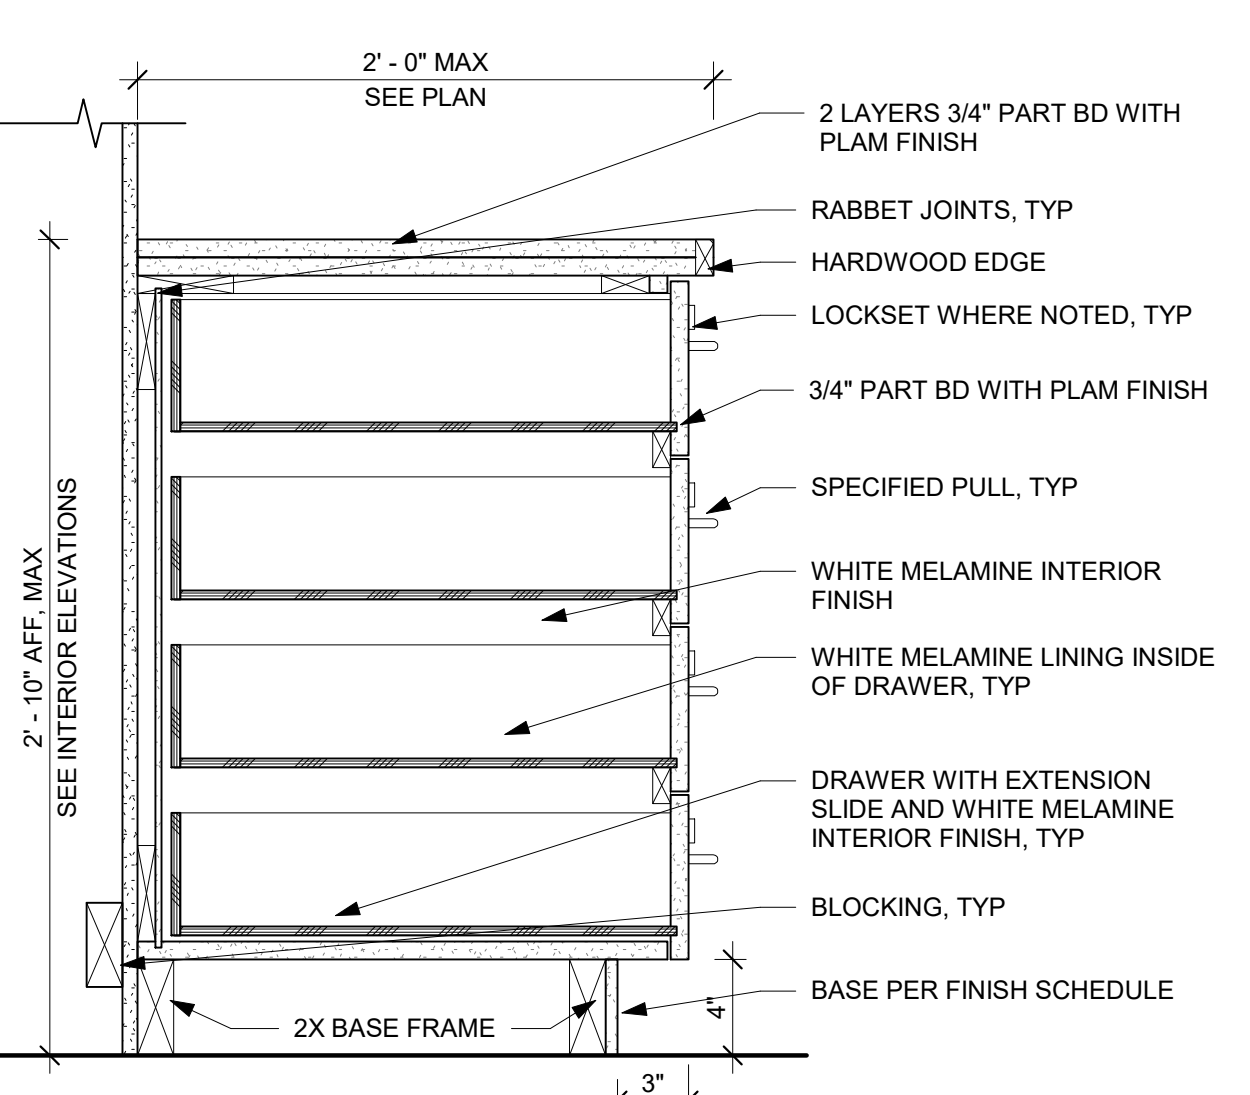 2' - 0" MAX
SEE PLAN
2 LAYERS 3/4" PART BD WITH
PLAM FINISH
RABBET JOINTS, TYP
HARDWOOD EDGE
LOCKSET WHERE NOTED, TYP
3/4" PART BD WITH PLAM FINISH
SPECIFIED PULL, TYP
WHITE MELAMINE INTERIOR
FINISH
WHITE MELAMINE LINING INSIDE
OF DRAWER, TYP
DRAWER WITH EXTENSION
SLIDE AND WHITE MELAMINE
INTERIOR FINISH, TYP
BLOCKING, TYP
BASE PER FINISH SCHEDULE
2' - 10" AFF, MAX
SEE INTERIOR ELEVATIONS
2X BASE FRAME
4"
3"